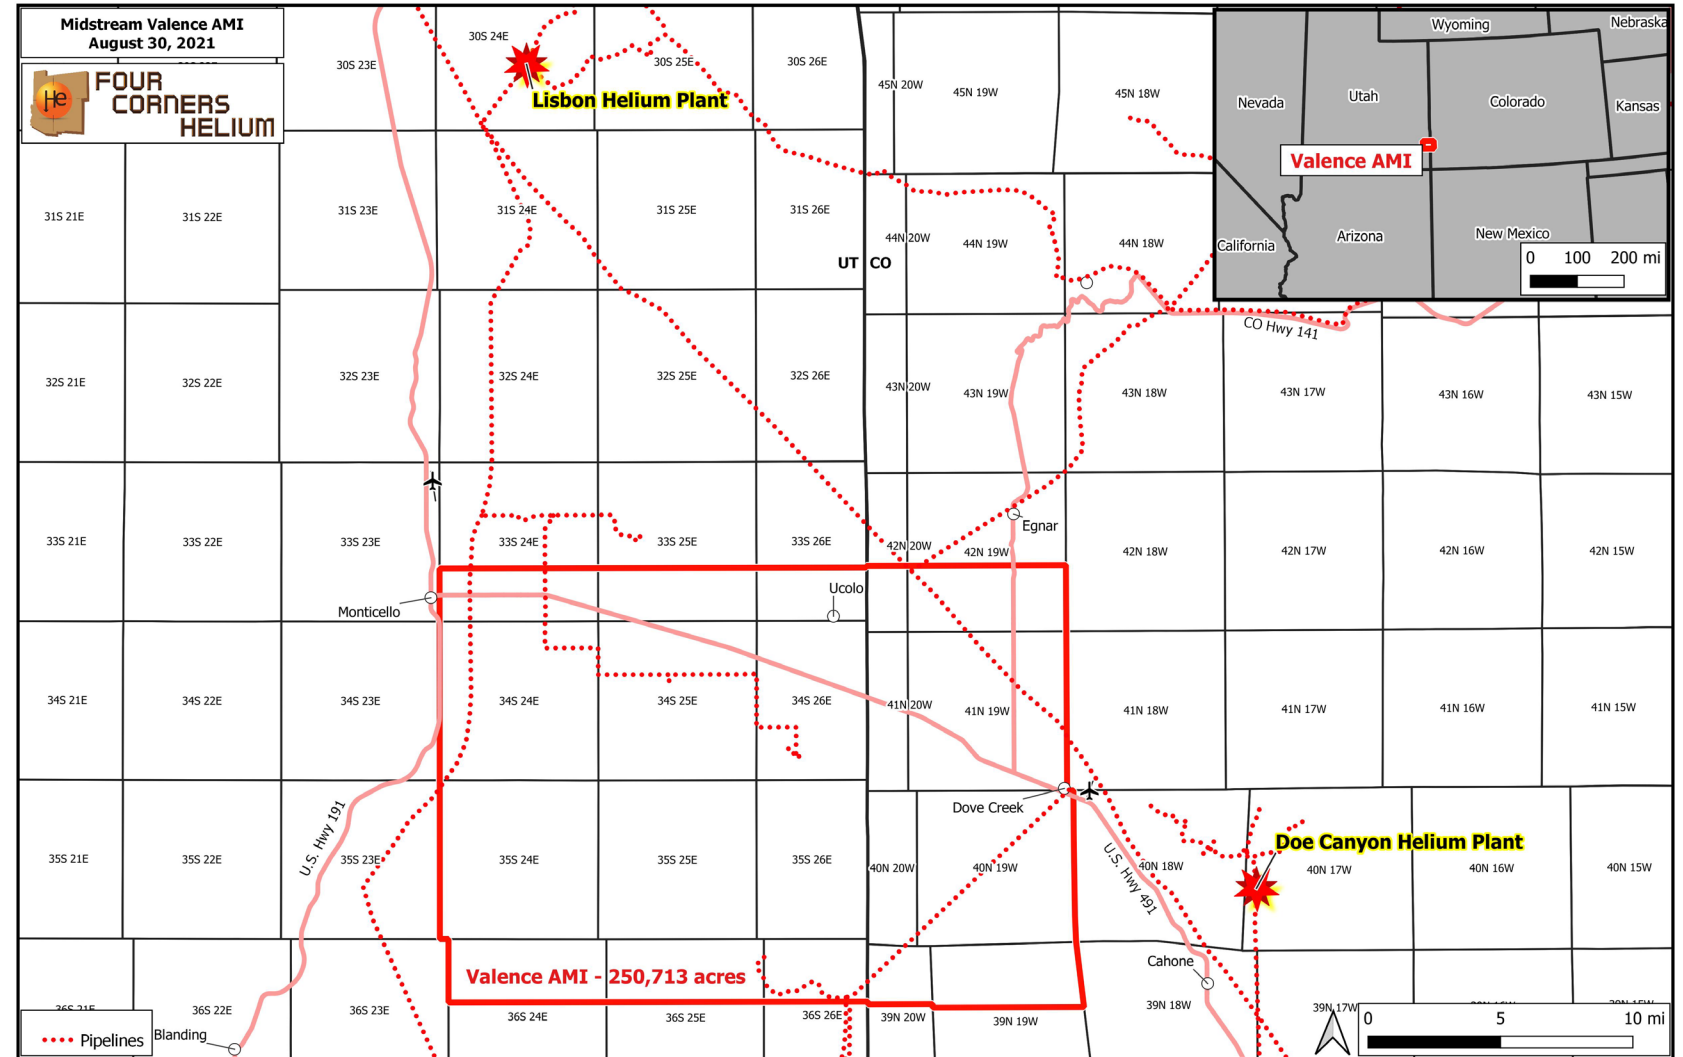 Midstream Valence AMI
August 30, 2021
He
FOUR
CORNERS
HELIUM
30S 23E
30S 24E
30S 25E
30S 26E
45N 20W
45N 19W
45N 18W
Lisbon Helium Plant
Wyoming
Nebraska
Nevada
Utah
Colorado
Kansas
Valence AMI
California
Arizona
New Mexico
0 100 200 mi
31S 21E
31S 22E
31S 23E
31S 24E
31S 25E
31S 26E
44N 20W
44N 19W
44N 18W
UT CO
CO Hwy 141
32S 21E
32S 22E
32S 23E
32S 24E
32S 25E
32S 26E
43N 20W
43N 19W
43N 18W
43N 17W
43N 16W
43N 15W
Egnar
33S 21E
33S 22E
33S 23E
33S 24E
33S 25E
33S 26E
42N 20W
42N 19W
42N 18W
42N 17W
42N 16W
42N 15W
Monticello
Ucolo
34S 21E
34S 22E
34S 23E
34S 24E
34S 25E
34S 26E
41N 20W
41N 19W
41N 18W
41N 17W
41N 16W
41N 15W
Dove Creek
U.S. Hwy 191
U.S. Hwy 491
Doe Canyon Helium Plant
35S 21E
35S 22E
35S 23E
35S 24E
35S 25E
35S 26E
40N 20W
40N 19W
40N 18W
40N 17W
40N 16W
40N 15W
Valence AMI - 250,713 acres
Cahone
36S 21E
36S 22E
36S 23E
36S 24E
36S 25E
36S 26E
39N 20W
39N 19W
39N 18W
39N 17W
Blanding
Pipelines
0 5 10 mi